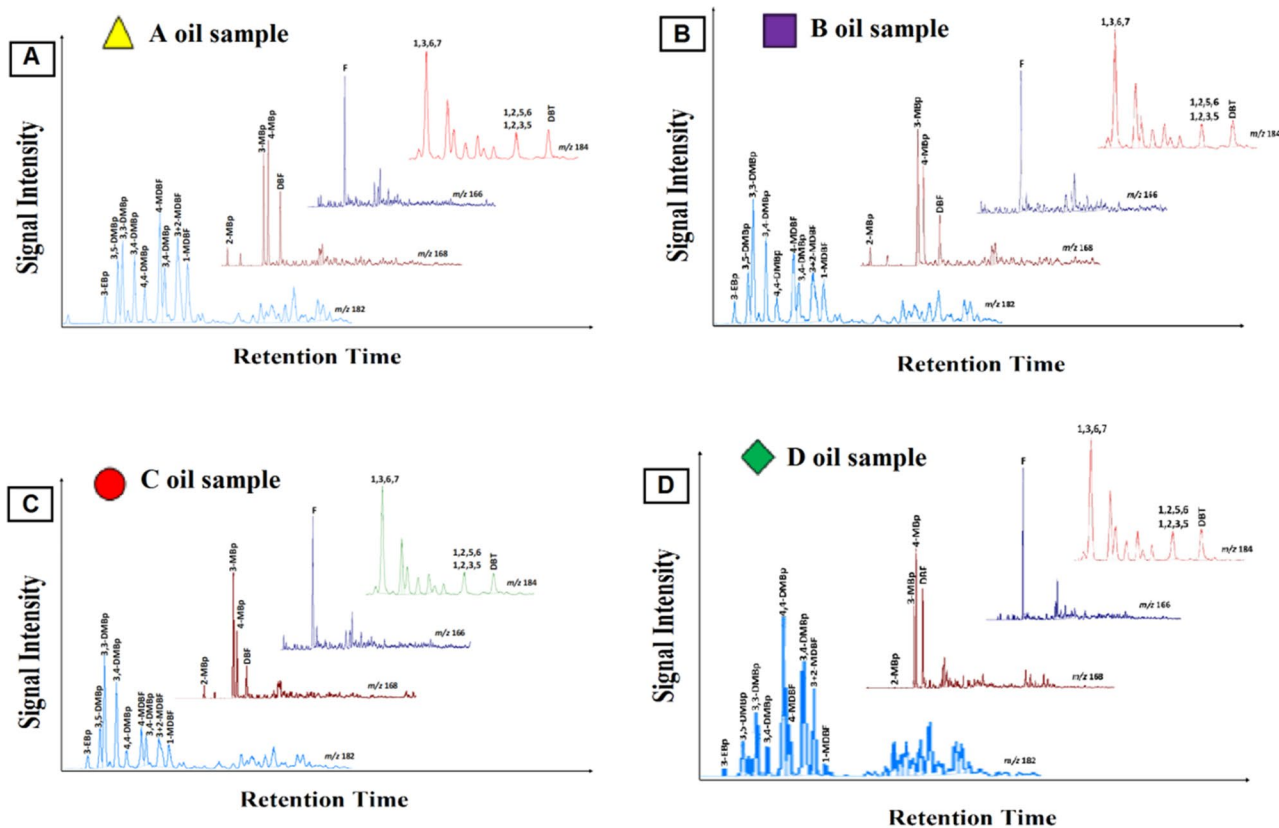 A
A oil sample
Signal Intensity
3-EBp
3,5-DMBp
3,3-DMBp
3,4-DMBp
4,4-DMBp
4-MDBF
3,4-DMBp
3+2-MDBF
1-MDBF
m/z 182
2-MBp
3-MBp
4-MBp
DBF
m/z 168
F
m/z 166
1,3,6,7
1,2,5,6
1,2,3,5
DBT
m/z 184
Retention Time
B
B oil sample
Signal Intensity
3-EBp
3,5-DMBp
3,3-DMBp
3,4-DMBp
4,4-DMBp
4-MDBF
3,4-DMBp
3+2-MDBF
1-MDBF
m/z 182
2-MBp
3-MBp
4-MBp
DBF
m/z 168
F
m/z 166
1,3,6,7
1,2,5,6
1,2,3,5
DBT
m/z 184
Retention Time
C
C oil sample
Signal Intensity
3-EBp
3,5-DMBp
3,3-DMBp
3,4-DMBp
4,4-DMBp
4-MDBF
3,4-DMBp
3+2-MDBF
1-MDBF
m/z 182
2-MBp
3-MBp
4-MBp
DBF
m/z 168
F
m/z 166
1,3,6,7
1,2,5,6
1,2,3,5
DBT
m/z 184
Retention Time
D
D oil sample
Signal Intensity
3-EBp
3,5-DMBp
3,3-DMBp
3,4-DMBp
4,4-DMBp
4-MDBF
3,4-DMBp
3+2-MDBF
1-MDBF
m/z 182
2-MBp
3-MBp
4-MBp
DBF
m/z 168
F
m/z 166
1,3,6,7
1,2,5,6
1,2,3,5
DBT
m/z 184
Retention Time